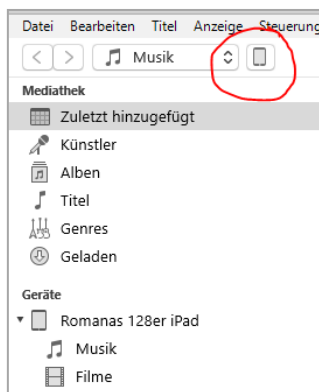 Datei Bearbeiten Titel Anzeige Steuerung
Musik
Mediathek
Zuletzt hinzugefügt
Künstler
Alben
Titel
Genres
Geladen
Geräte
Romanas 128er iPad
Musik
Filme